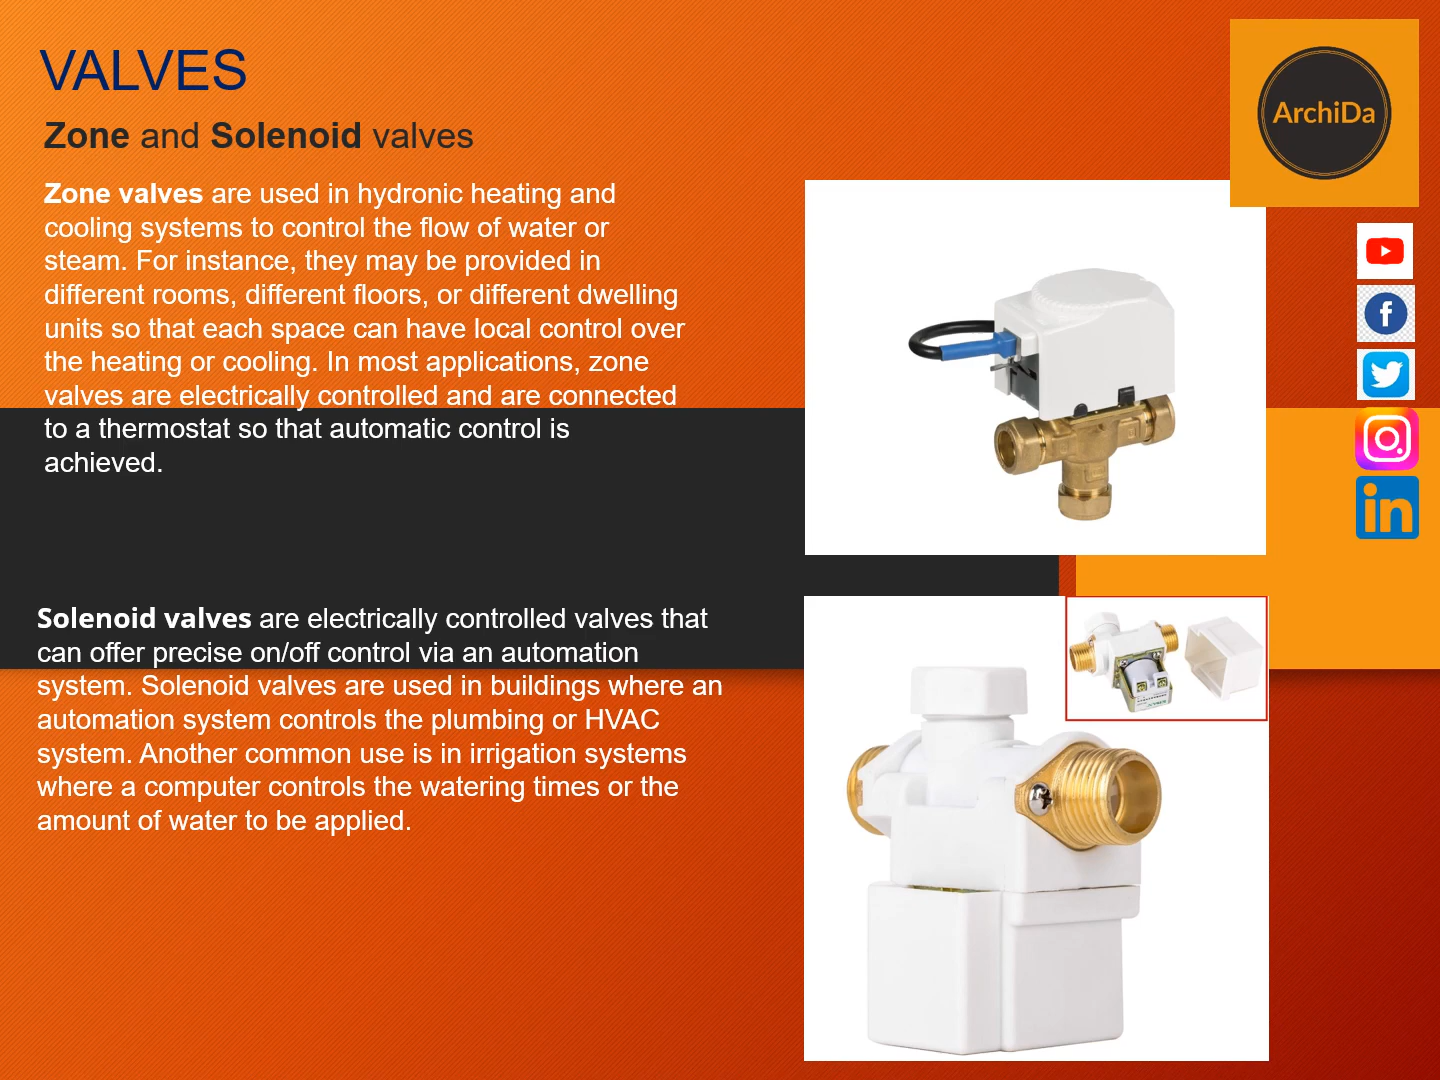 VALVES
ArchiDa
Zone and Solenoid valves
Zone valves are used in hydronic heating and
cooling systems to control the flow of water or
steam. For instance, they may be provided in
different rooms, different floors, or different dwelling
units so that each space can have local control over
the heating or cooling. In most applications, zone
valves are electrically controlled and are connected
to a thermostat so that automatic control is
achieved.
Solenoid valves are electrically controlled valves that
can offer precise on/off control via an automation
system. Solenoid valves are used in buildings where an
automation system controls the plumbing or HVAC
system. Another common use is in irrigation systems
where a computer controls the watering times or the
amount of water to be applied.
f
in